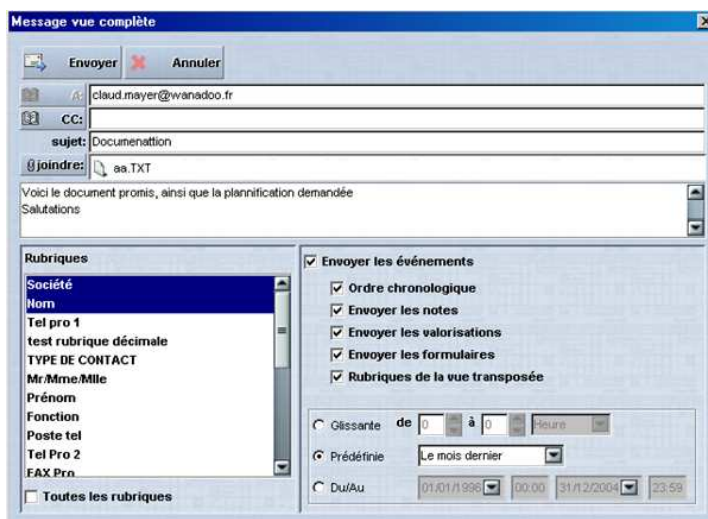 Message vue complète
Envoyer Annuler
A: claud.mayer@wanadoo.fr
CC:
sujet: Documenattion
joindre: aa.TXT
Voici le document promis, ainsi que la plannification demandée
Salutations
Rubriques
Société
Nom
Tel pro 1
test rubrique décimale
TYPE DE CONTACT
Mr/Mme/Mlle
Prénom
Fonction
Poste tel
Tel Pro 2
FAX Pro
Toutes les rubriques
Envoyer les événements
Ordre chronologique
Envoyer les notes
Envoyer les valorisations
Envoyer les formulaires
Rubriques de la vue transposée
Glissante de 0 à 0 Heure
Prédéfinie Le mois dernier
Du/Au 01/01/1996 00:00 31/12/2004 23:59